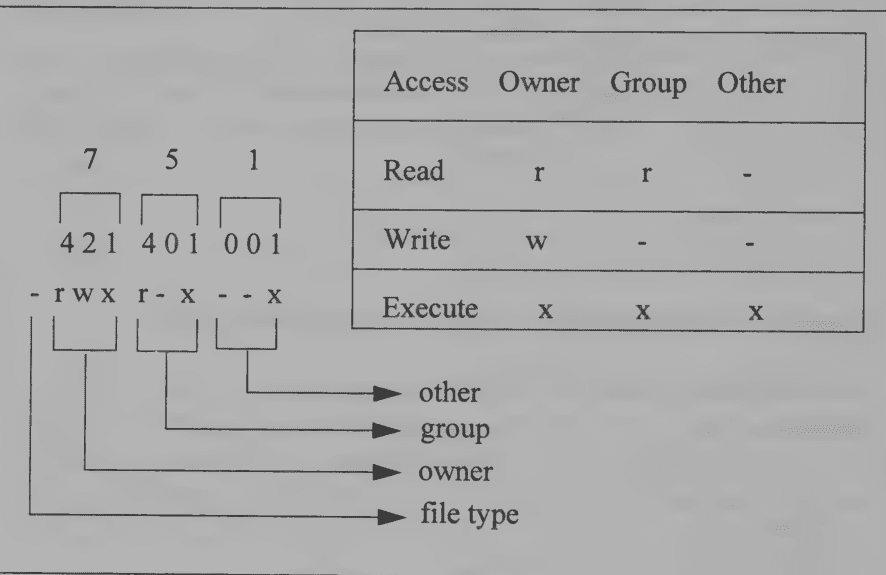 7 5 1
4 2 1 4 0 1 0 0 1
- r w x r - x - - x
Access Owner Group Other
Read r r -
Write w - -
Execute x x x
other
group
owner
file type